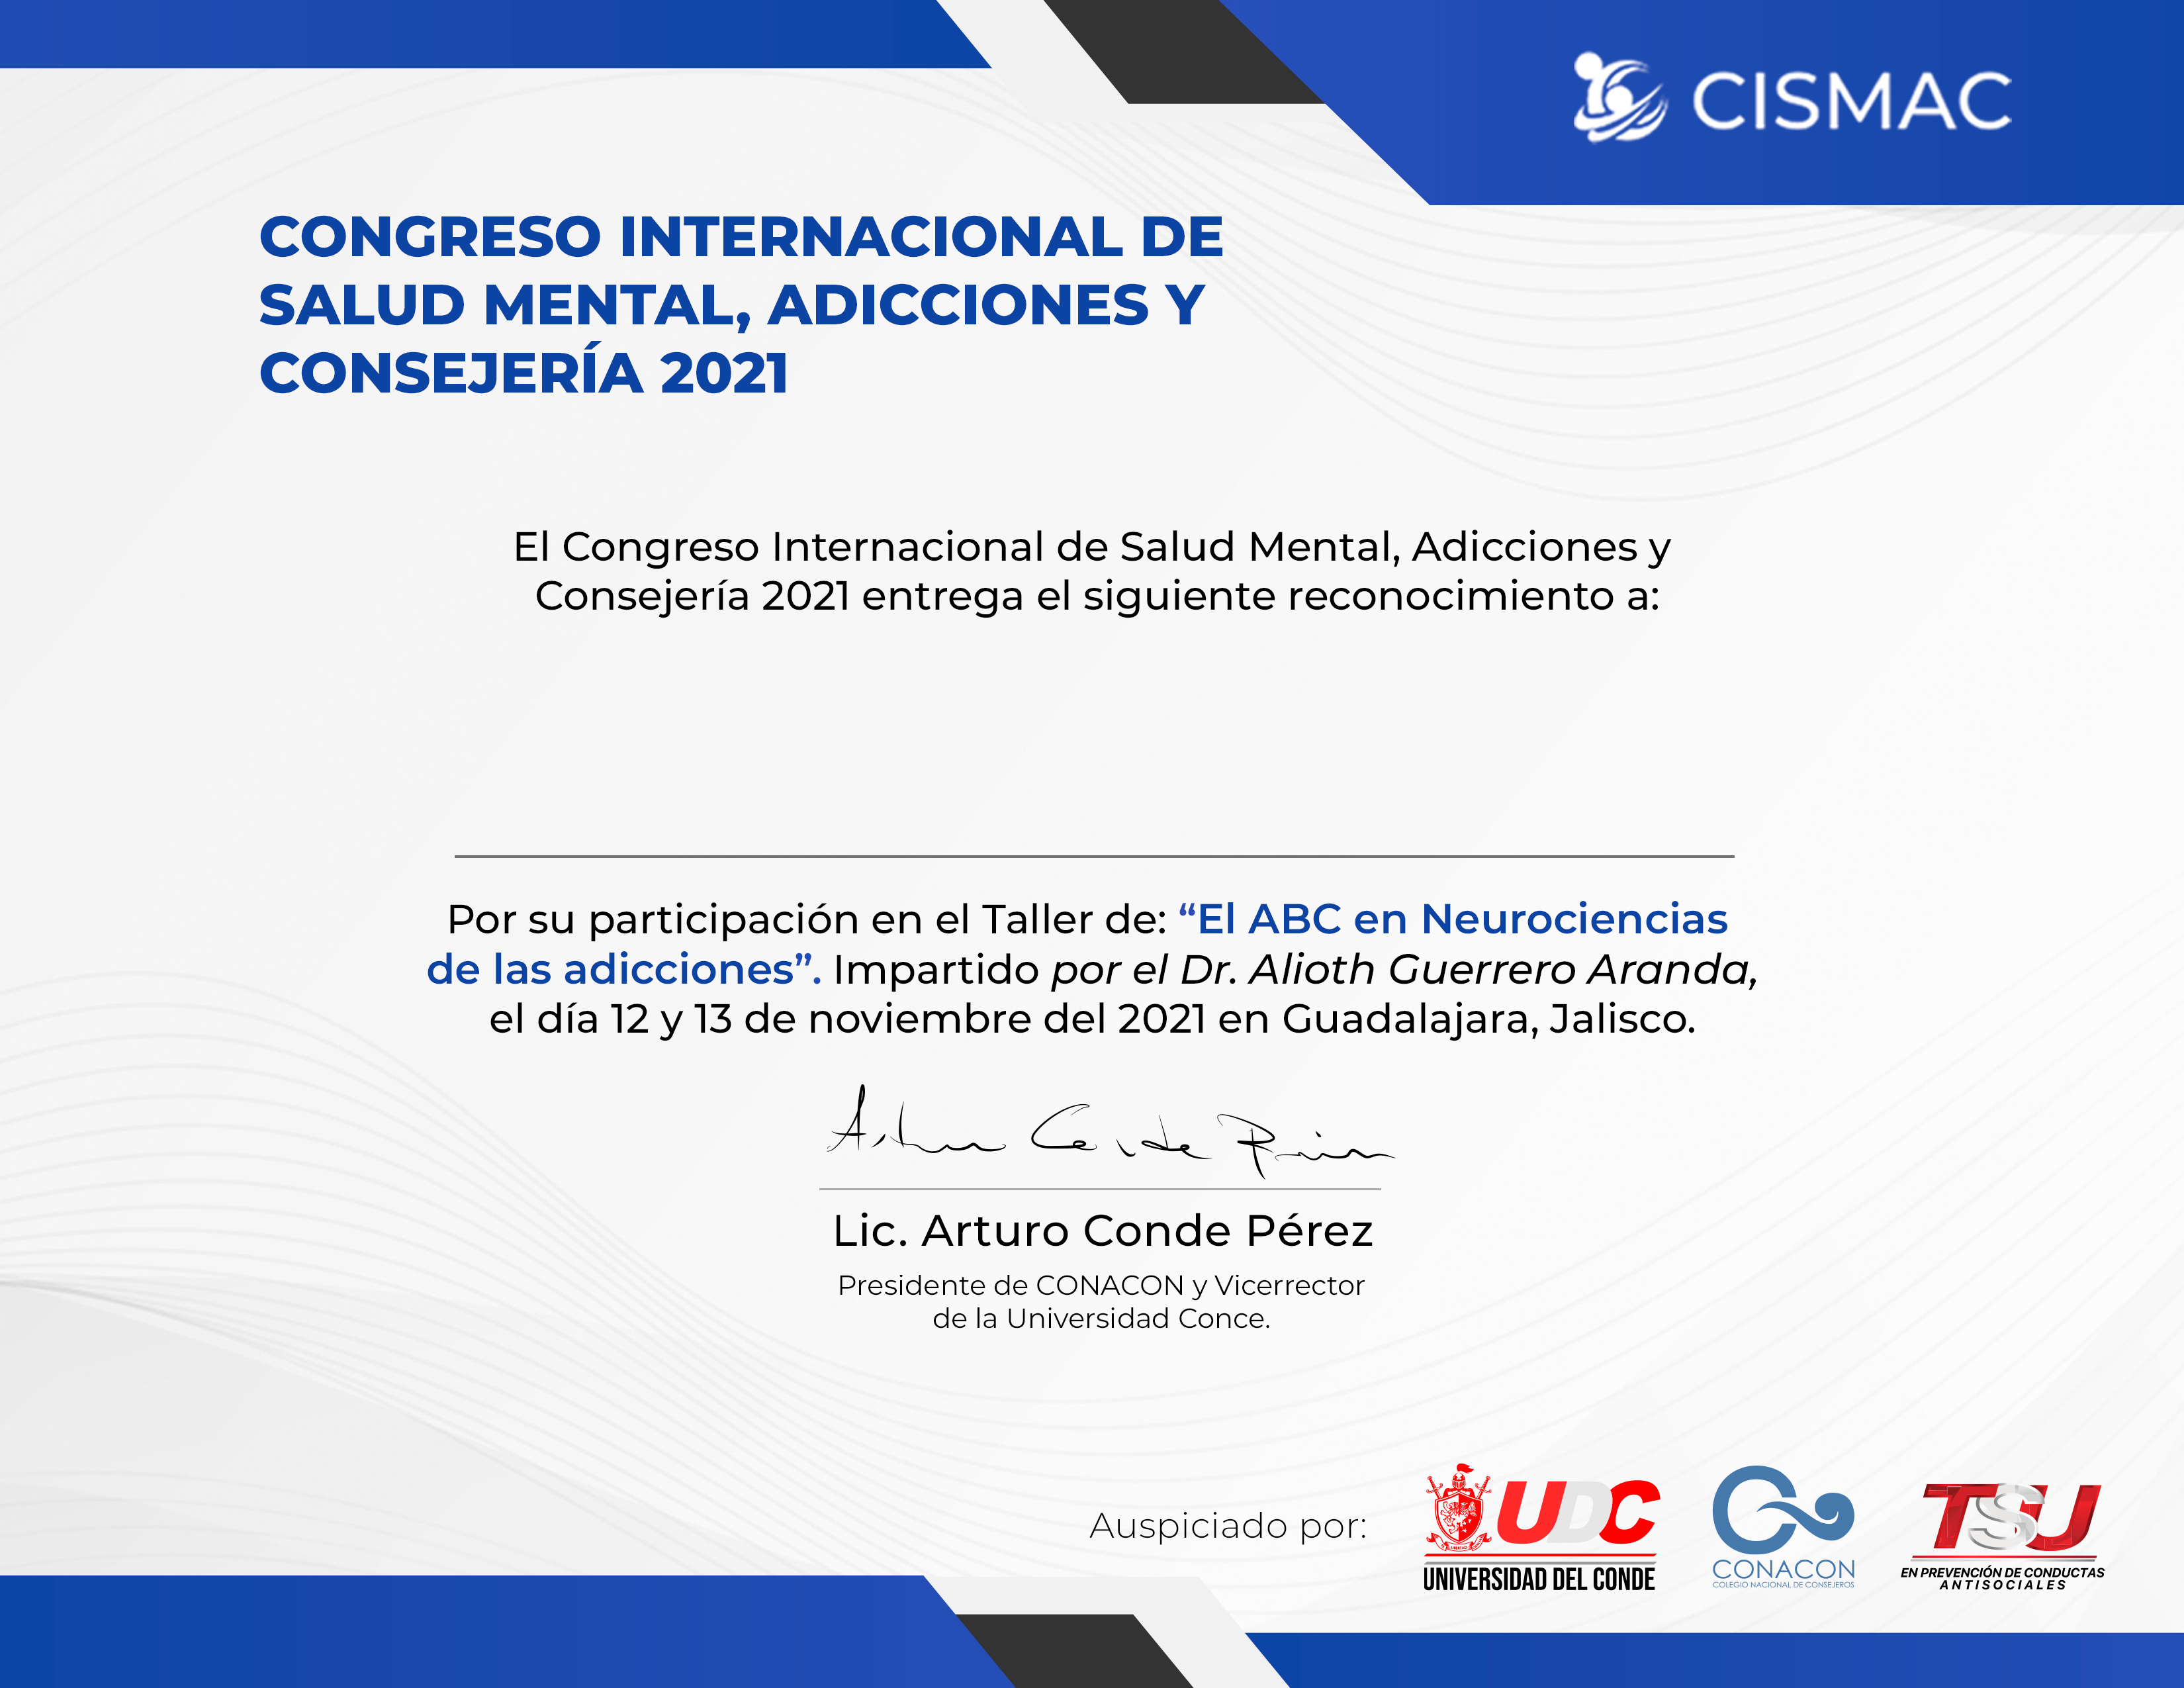 CISMAC
CONGRESO INTERNACIONAL DE
SALUD MENTAL, ADICCIONES Y
CONSEJERÍA 2021
El Congreso Internacional de Salud Mental, Adicciones y
Consejería 2021 entrega el siguiente reconocimiento a:
Por su participación en el Taller de: “El ABC en Neurociencias
de las adicciones”. Impartido por el Dr. Alioth Guerrero Aranda,
el día 12 y 13 de noviembre del 2021 en Guadalajara, Jalisco.
Lic. Arturo Conde Pérez
Presidente de CONACON y Vicerrector
de la Universidad Conce.
Auspiciado por:
UDC
UNIVERSIDAD DEL CONDE
CONACON
COLEGIO NACIONAL DE CONSEJEROS
TSU
EN PREVENCIÓN DE CONDUCTAS
ANTISOCIALES